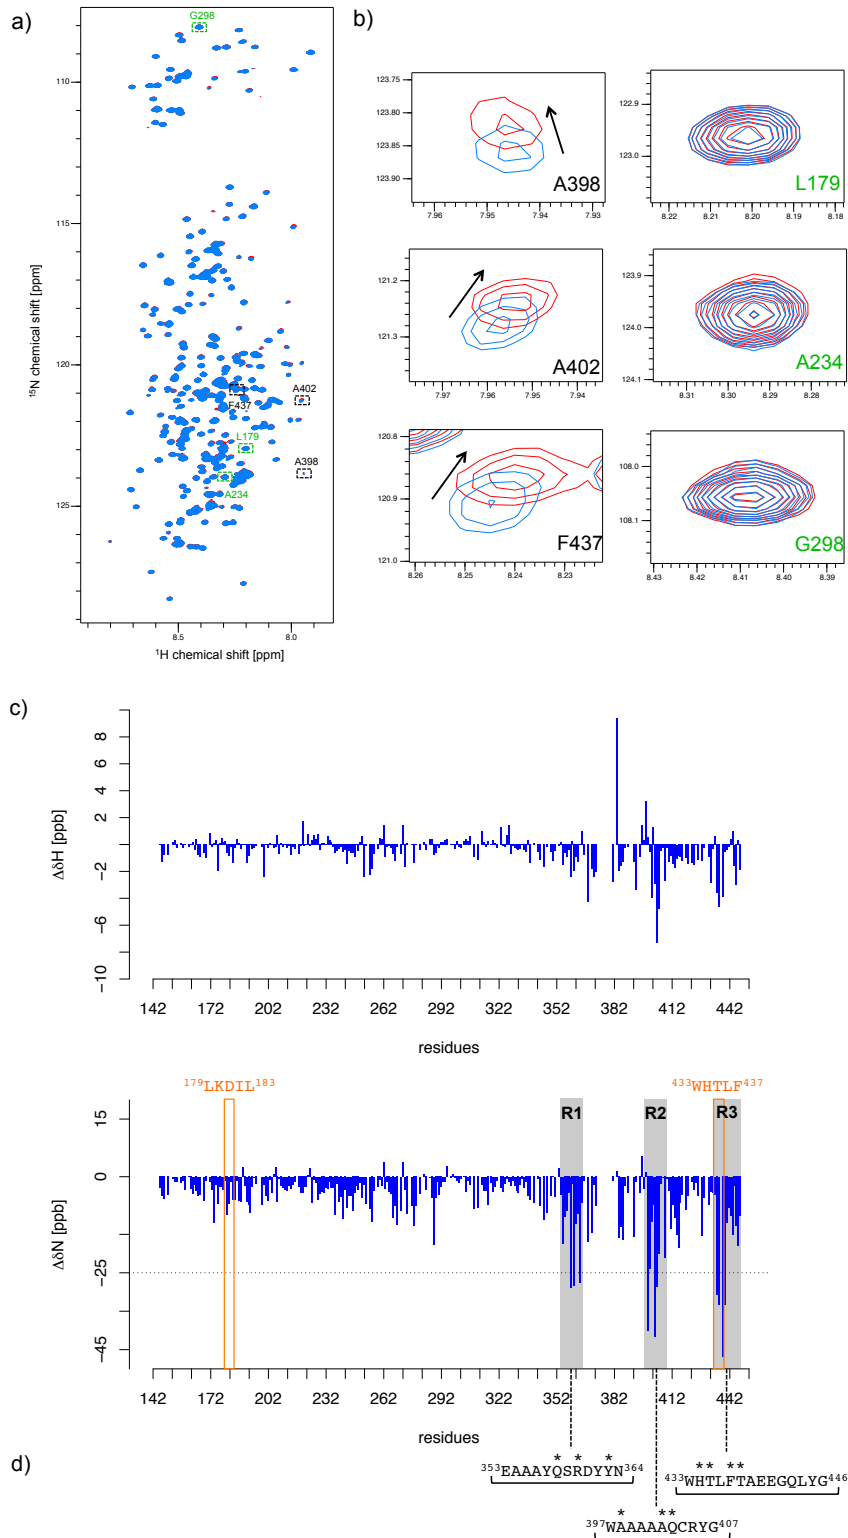 a)
G298
110
115
120
125
15N chemical shift [ppm]
A402
F437
L179
A398
A234
8.5
8.0
1H chemical shift [ppm]
b)
123.75
123.80
123.85
123.90
A398
7.96
7.95
7.94
7.93
122.9
123.0
L179
8.22
8.21
8.20
8.19
8.18
121.2
121.3
A402
7.97
7.96
7.95
7.94
123.9
124.0
124.1
A234
8.31
8.30
8.29
8.28
120.8
120.9
121.0
F437
8.26
8.25
8.24
8.23
108.0
108.1
G298
8.43
8.42
8.41
8.40
8.39
c)
8
6
2
−2
−6
−10
ΔδH [ppb]
142 172 202 232 262 292 322 352 382 412 442
residues
179LKDIL183
433WHTLF437
R1 R2 R3
15
0
−25
−45
ΔδN [ppb]
142 172 202 232 262 292 322 352 382 412 442
residues
d)
* * *
353EAAAYQSRDYYN364
** **
433WHTLFTAEEGQLYG446
* **
397WAAAAAQCRYG407